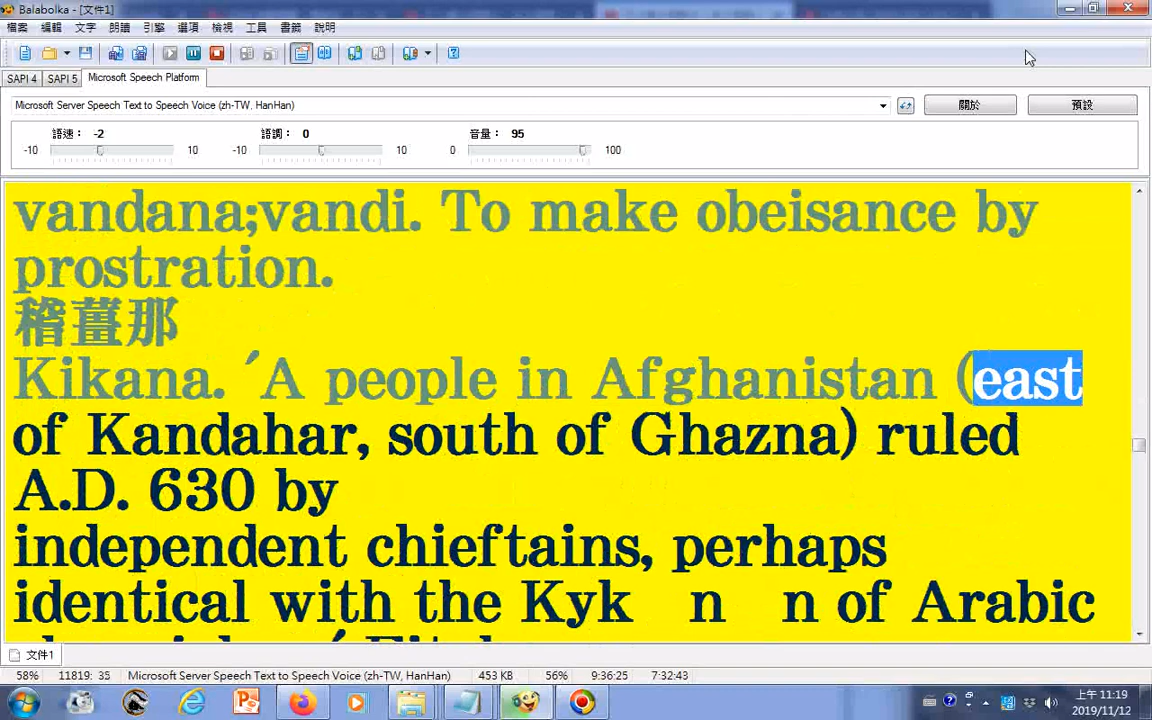 Balabolka - [文件1]
檔案 編輯 文字 朗讀 引擎 選項 檢視 工具 書籤 說明
SAPI 4 SAPI 5 Microsoft Speech Platform
Microsoft Server Speech Text to Speech Voice (zh-TW, HanHan) 關於 預設
語速： -2 語調： 0 音量： 95
-10 10 -10 10 0 100
vandana;vandi. To make obeisance by
prostration.
稽薑那
Kikana. ´A people in Afghanistan (east
of Kandahar, south of Ghazna) ruled
A.D. 630 by
independent chieftains, perhaps
identical with the Kyk n n of Arabic
文件1
58% 11819: 35 Microsoft Server Speech Text to Speech Voice (zh-TW, HanHan) 453 KB 56% 9:36:25 7:32:43
上午 11:19
2019/11/12